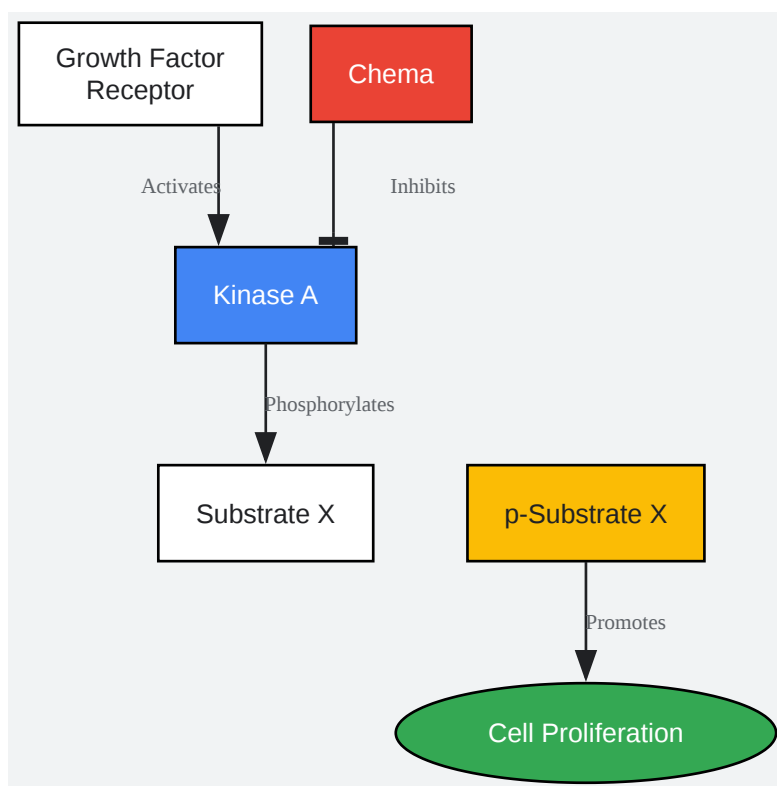 Growth Factor
Receptor
Chema
Activates
Inhibits
Kinase A
Phosphorylates
Substrate X
p-Substrate X
Promotes
Cell Proliferation